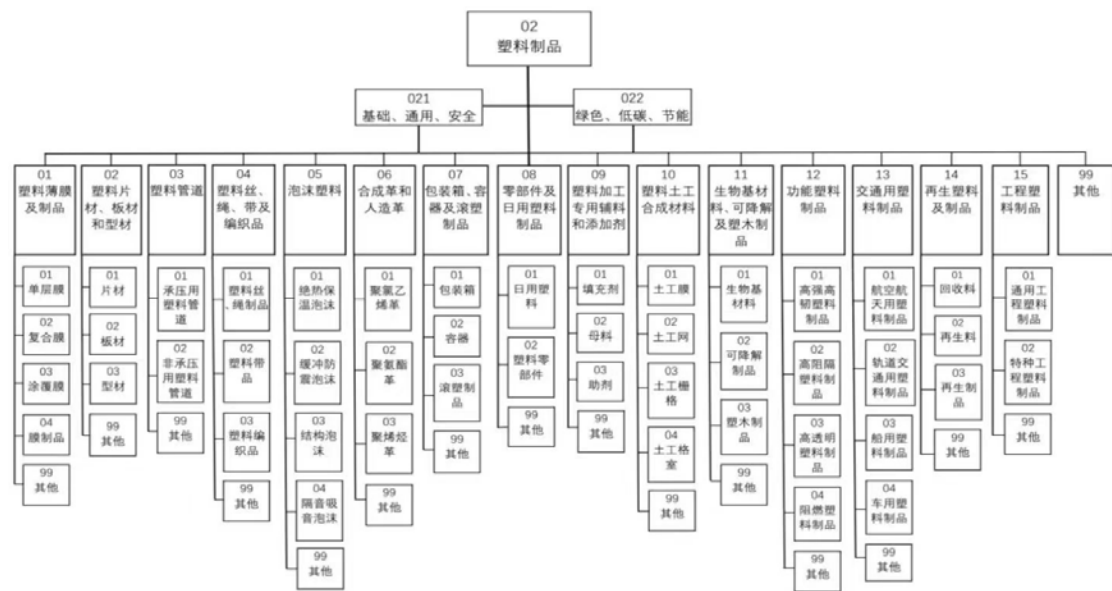 02
塑料制品
021
基础、通用、安全
022
绿色、低碳、节能
01
塑料薄膜
及制品
01
单层膜
02
复合膜
03
涂覆膜
04
膜制品
99
其他
02
塑料片
材、板材
和型材
01
片材
02
板材
03
型材
99
其他
03
塑料管道
01
承压用
塑料管
道
02
非承压
用塑料
管道
99
其他
04
塑料丝、
绳、带及
编织品
01
塑料丝
、绳制品
02
塑料带
品
03
塑料编
织品
99
其他
05
泡沫塑料
01
绝热保
温泡沫
02
缓冲防
震泡沫
03
结构泡
沫
04
隔音吸
音泡沫
99
其他
06
合成革和
人造革
01
聚氯乙
烯革
02
聚氨酯
革
03
聚烯烃
革
99
其他
07
包装箱、容
器及滚塑
制品
01
包装箱
02
容器
03
滚塑制
品
99
其他
08
零部件及
日用塑料
制品
01
日用塑
料
02
塑料零
部件
99
其他
09
塑料加工
专用辅料
和添加剂
01
填充剂
02
母料
03
助剂
99
其他
10
塑料土工
合成材料
01
土工膜
02
土工网
03
土工栅
格
04
土工格
室
99
其他
11
生物基材
料、可降解
及塑木制
品
01
生物基
材料
02
可降解
制品
03
塑木制
品
99
其他
12
功能塑料
制品
01
高强高
韧塑料
制品
02
高阻隔
塑料制
品
03
高透明
塑料制
品
04
阻燃塑
料制品
99
其他
13
交通用塑
料制品
01
航空航
天用塑
料制品
02
轨道交
通用塑
料制品
03
船用塑
料制品
04
车用塑
料制品
99
其他
14
再生塑料
及制品
01
回收料
02
再生料
03
再生制
品
99
其他
15
工程塑
料制品
01
通用工
程塑料
制品
02
特种工
程塑料
制品
99
其他
99
其他